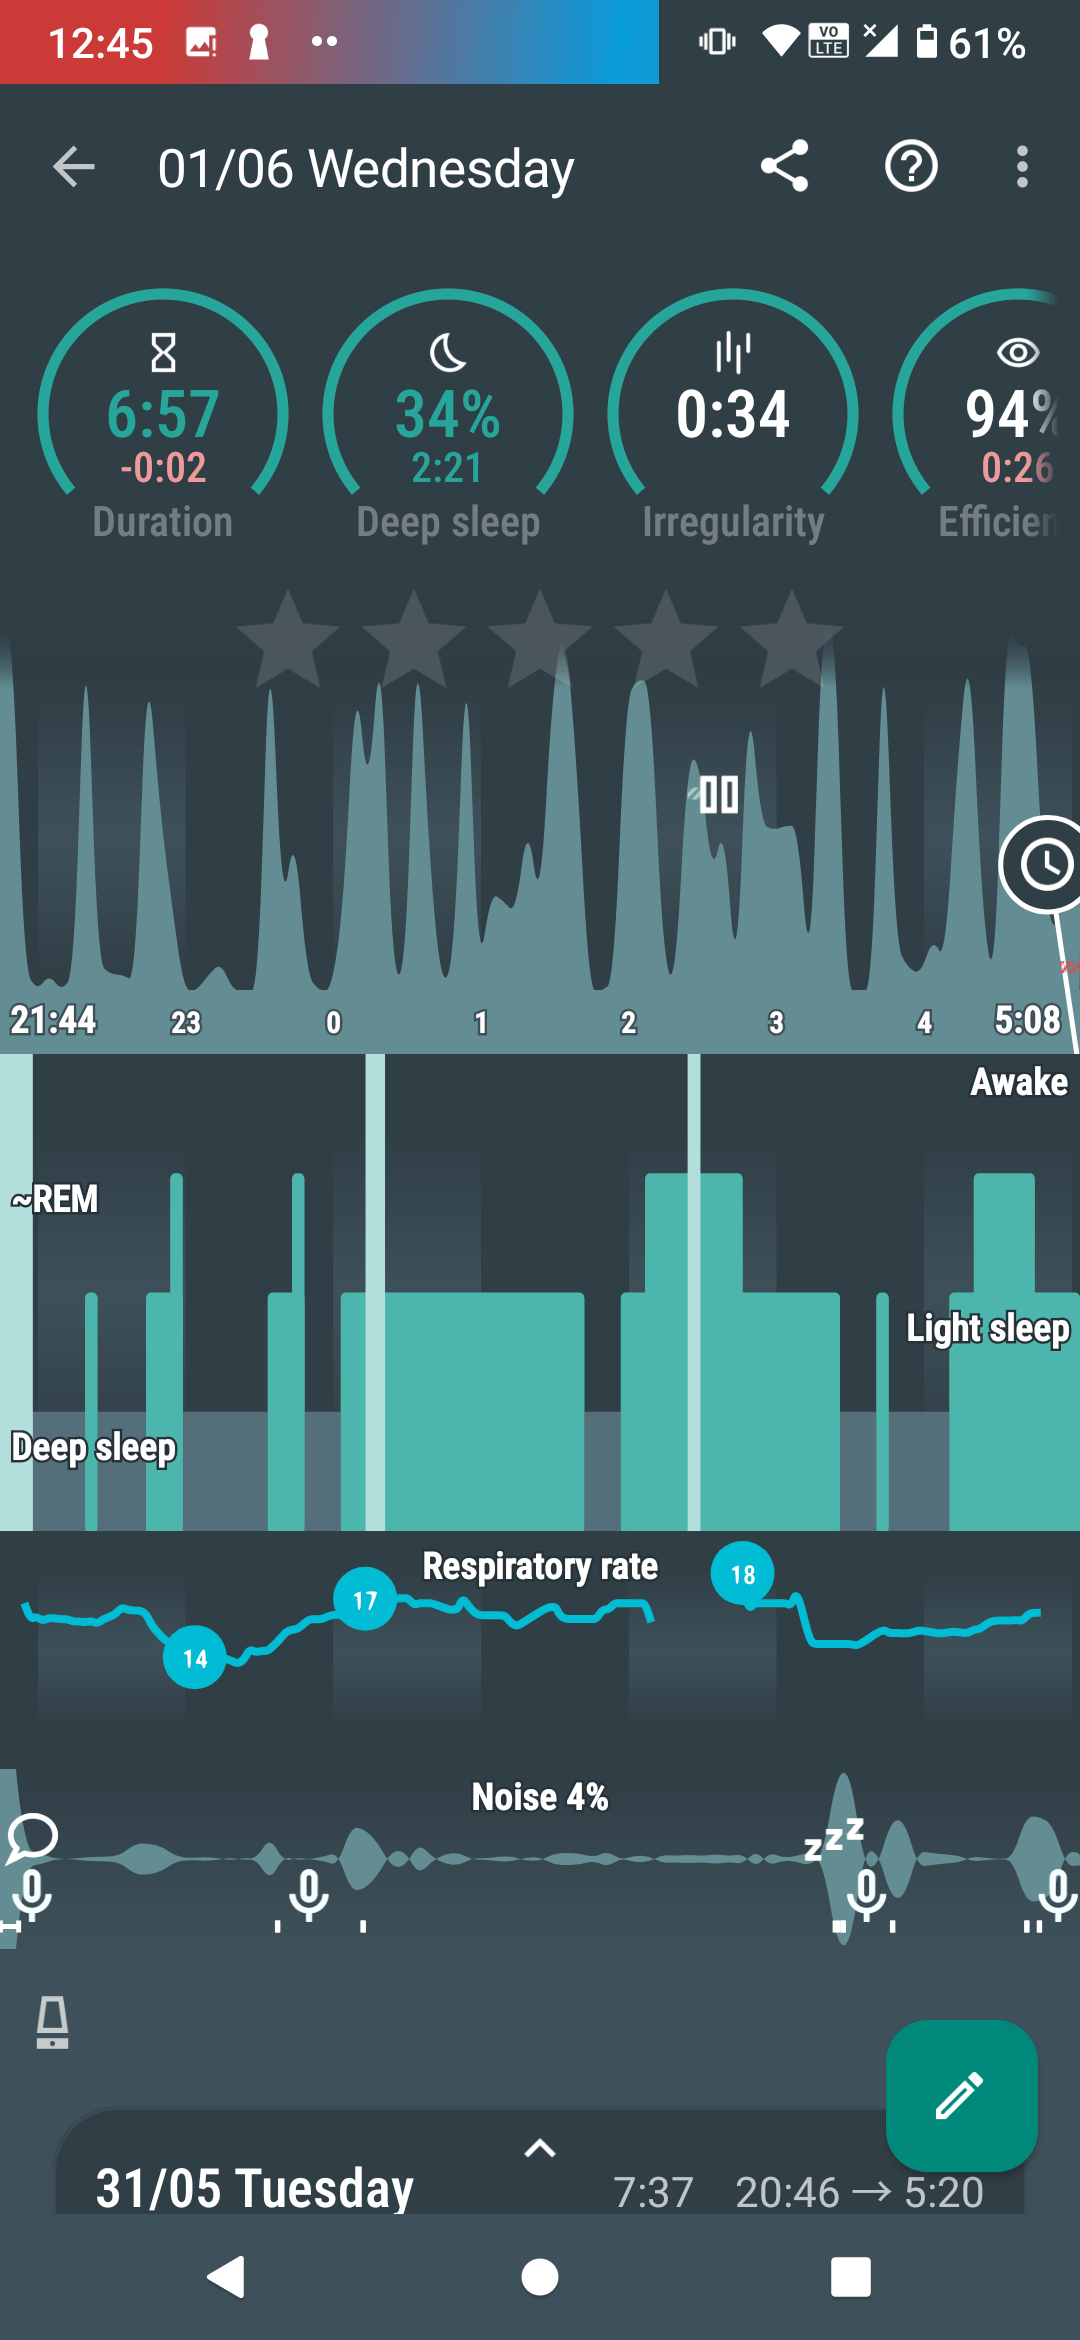 12:45 VO LTE 61%
01/06 Wednesday
6:57 34% 0:34 94%
-0:02 2:21 0:26
Duration Deep sleep Irregularity Efficien
21:44 23 0 1 2 3 4 5:08
Awake
~REM
Light sleep
Deep sleep
Respiratory rate
18
17
14
Noise 4%
z z z
31/05 Tuesday 7:37 20:46 → 5:20